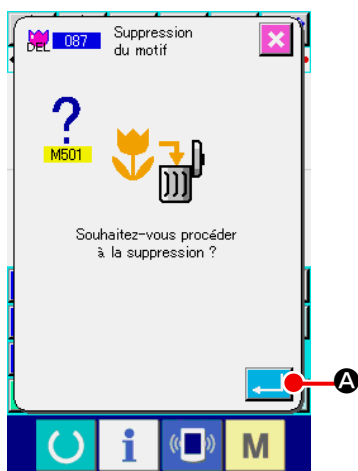 DEL 087 Suppression
du motif
?
M501
Souhaitez-vous procéder
à la suppression ?
A
i
M